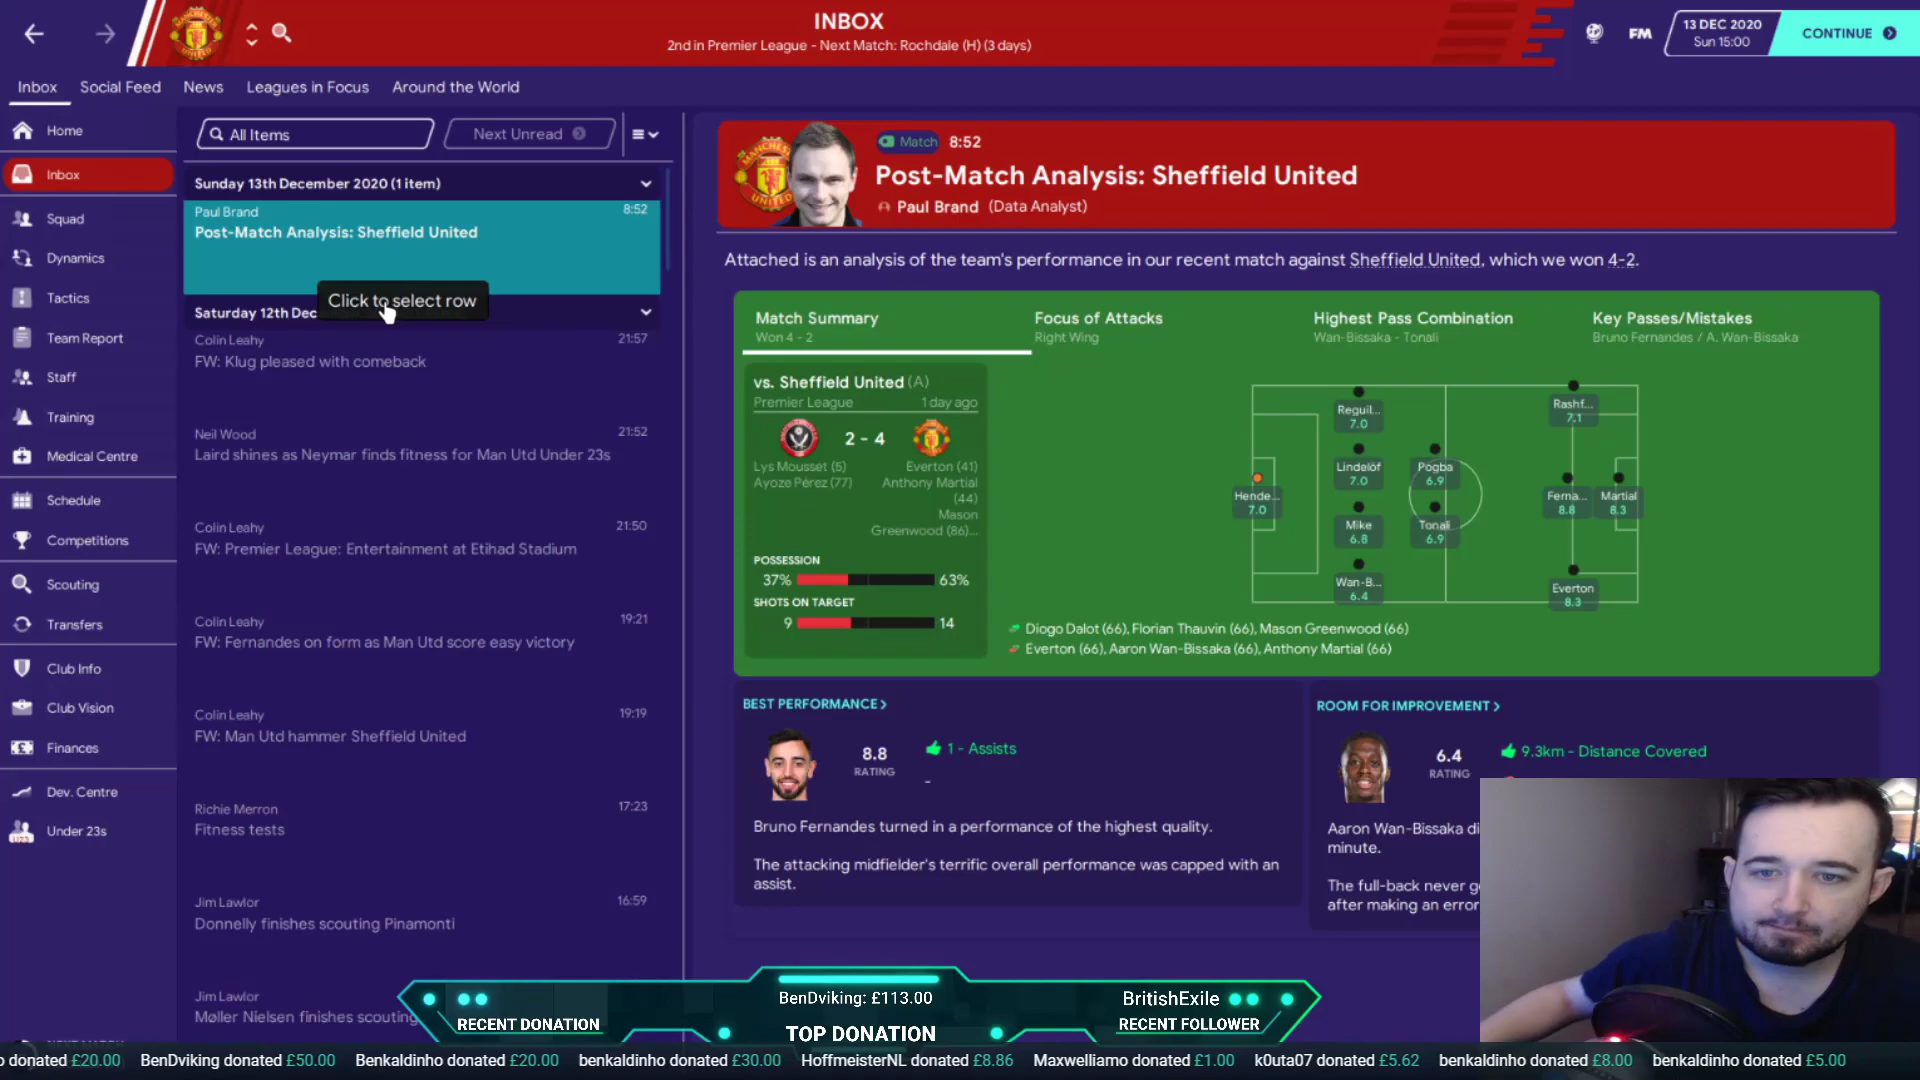 INBOX
2nd in Premier League - Next Match: Rochdale (H) (3 days)
FM
13 DEC 2020
Sun 15:00
CONTINUE
Inbox
Social Feed
News
Leagues in Focus
Around the World
Home
Inbox
Squad
Dynamics
Tactics
Team Report
Staff
Training
Medical Centre
Schedule
Competitions
Scouting
Transfers
Club Info
Club Vision
Finances
Dev. Centre
Under 23s
All Items
Next Unread
Sunday 13th December 2020 (1 item)
Paul Brand
8:52
Post-Match Analysis: Sheffield United
Click to select row
Saturday 12th Dec
Colin Leahy
21:57
FW: Klug pleased with comeback
Neil Wood
21:52
Laird shines as Neymar finds fitness for Man Utd Under 23s
Colin Leahy
21:50
FW: Premier League: Entertainment at Etihad Stadium
Colin Leahy
19:21
FW: Fernandes on form as Man Utd score easy victory
Colin Leahy
19:19
FW: Man Utd hammer Sheffield United
Richie Merron
17:23
Fitness tests
Jim Lawlor
16:59
Donnelly finishes scouting Pinamonti
Jim Lawlor
Møller Nielsen finishes scouting
Match 8:52
Post-Match Analysis: Sheffield United
Paul Brand (Data Analyst)
Attached is an analysis of the team's performance in our recent match against Sheffield United, which we won 4-2.
Match Summary
Won 4 - 2
Focus of Attacks
Right Wing
Highest Pass Combination
Wan-Bissaka - Tonali
Key Passes/Mistakes
Bruno Fernandes / A. Wan-Bissaka
vs. Sheffield United (A)
Premier League
1 day ago
2 - 4
Lys Mousset (5)
Ayoze Pérez (77)
Everton (41)
Anthony Martial
(44)
Mason
Greenwood (86)...
POSSESSION
37%
63%
SHOTS ON TARGET
9
14
Hende...
7.0
Reguil...
7.0
Lindelöf
7.0
Mike
6.8
Wan-B...
6.4
Pogba
6.9
Tonali
6.9
Rashf...
7.1
Ferna...
8.8
Martial
8.3
Everton
8.3
Diogo Dalot (66), Florian Thauvin (66), Mason Greenwood (66)
Everton (66), Aaron Wan-Bissaka (66), Anthony Martial (66)
BEST PERFORMANCE >
8.8
RATING
1 - Assists
-
Bruno Fernandes turned in a performance of the highest quality.
The attacking midfielder's terrific overall performance was capped with an
assist.
ROOM FOR IMPROVEMENT >
6.4
RATING
9.3km - Distance Covered
Aaron Wan-Bissaka di
minute.
The full-back never g
after making an error
RECENT DONATION
BenDviking: £113.00
TOP DONATION
BritishExile
RECENT FOLLOWER
o donated £20.00 BenDviking donated £50.00 Benkaldinho donated £20.00 benkaldinho donated £30.00 HoffmeisterNL donated £8.86 Maxwelliamo donated £1.00 k0uta07 donated £5.62 benkaldinho donated £8.00 benkaldinho donated £5.00